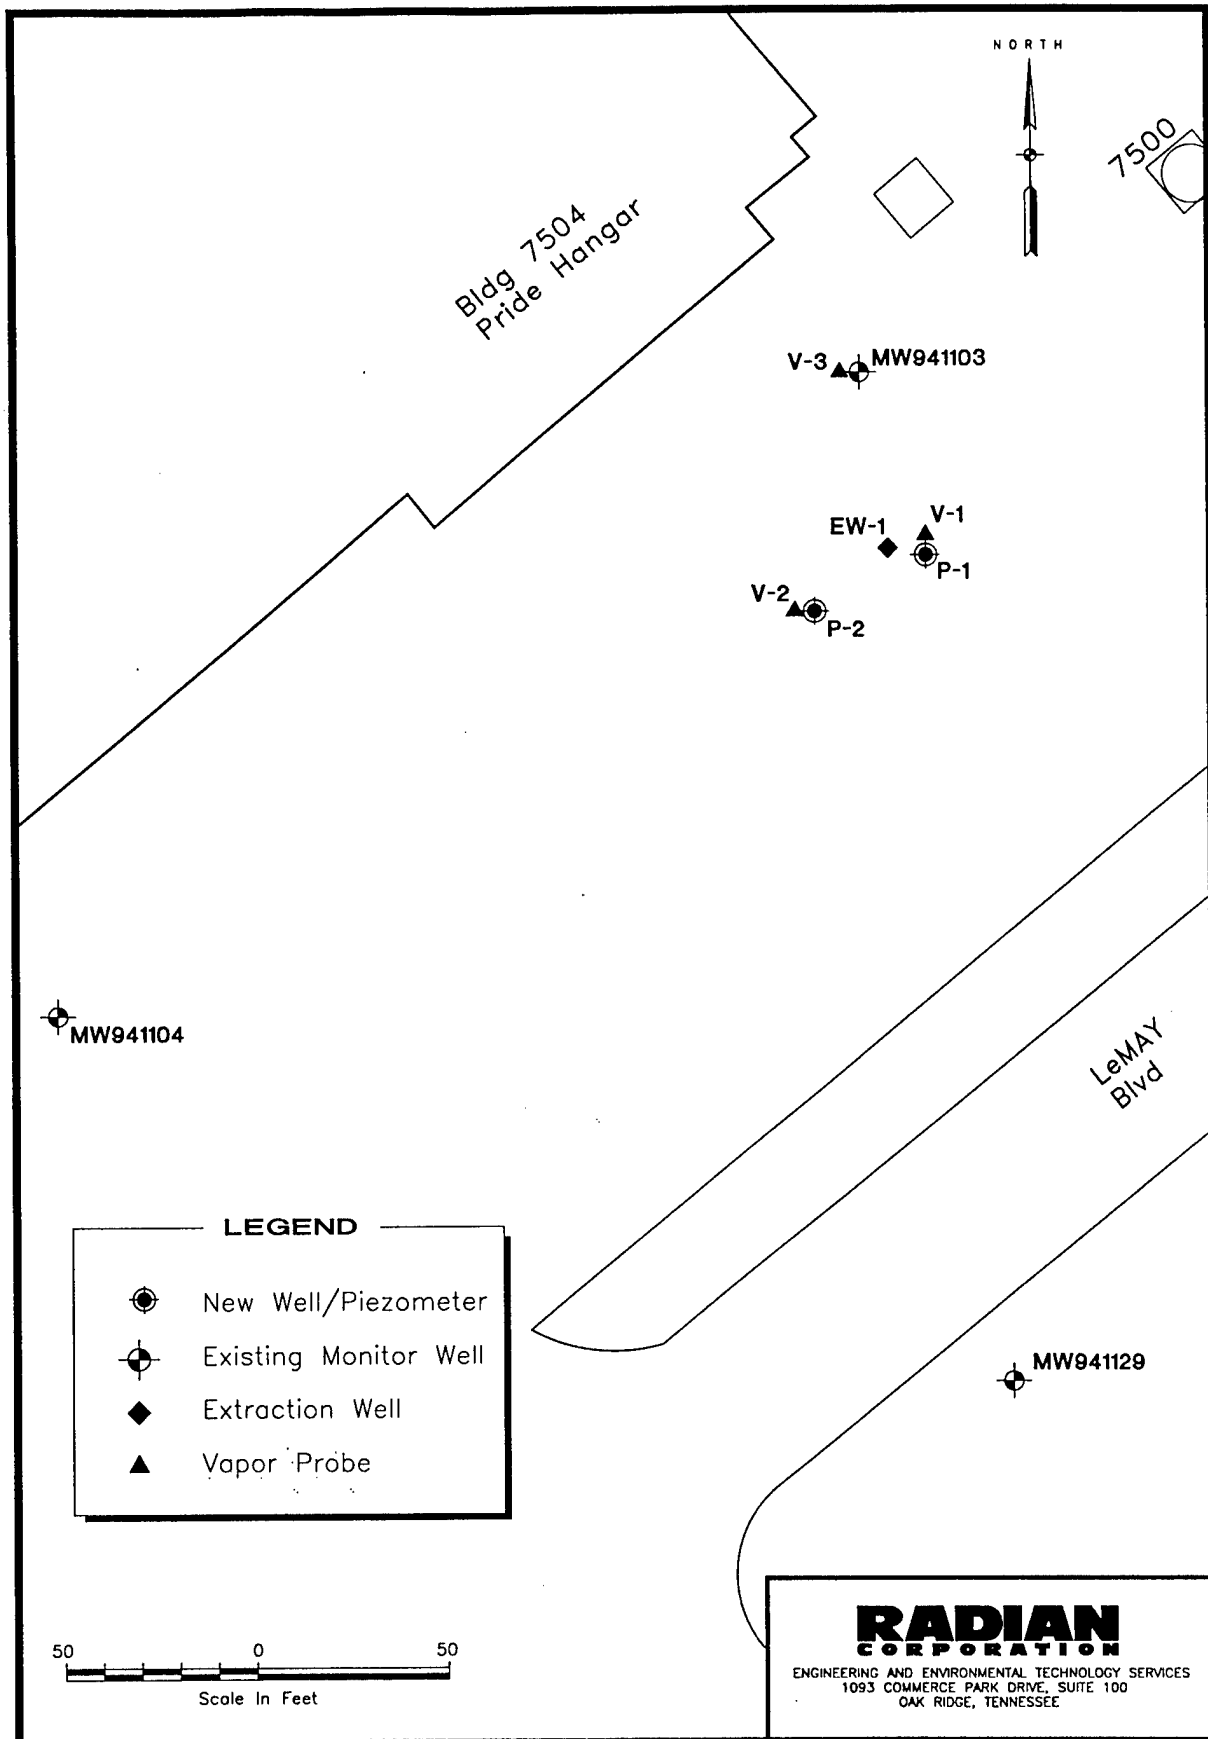 NORTH
7500
Bldg 7504
Pride Hangar
V-3
MW941103
EW-1
V-1
P-1
V-2
P-2
MW941104
LeMAY
Blvd
LEGEND
New Well/Piezometer
Existing Monitor Well
Extraction Well
Vapor Probe
MW941129
50 0 50
Scale In Feet
RADIAN
CORPORATION
ENGINEERING AND ENVIRONMENTAL TECHNOLOGY SERVICES
1093 COMMERCE PARK DRIVE, SUITE 100
OAK RIDGE, TENNESSEE